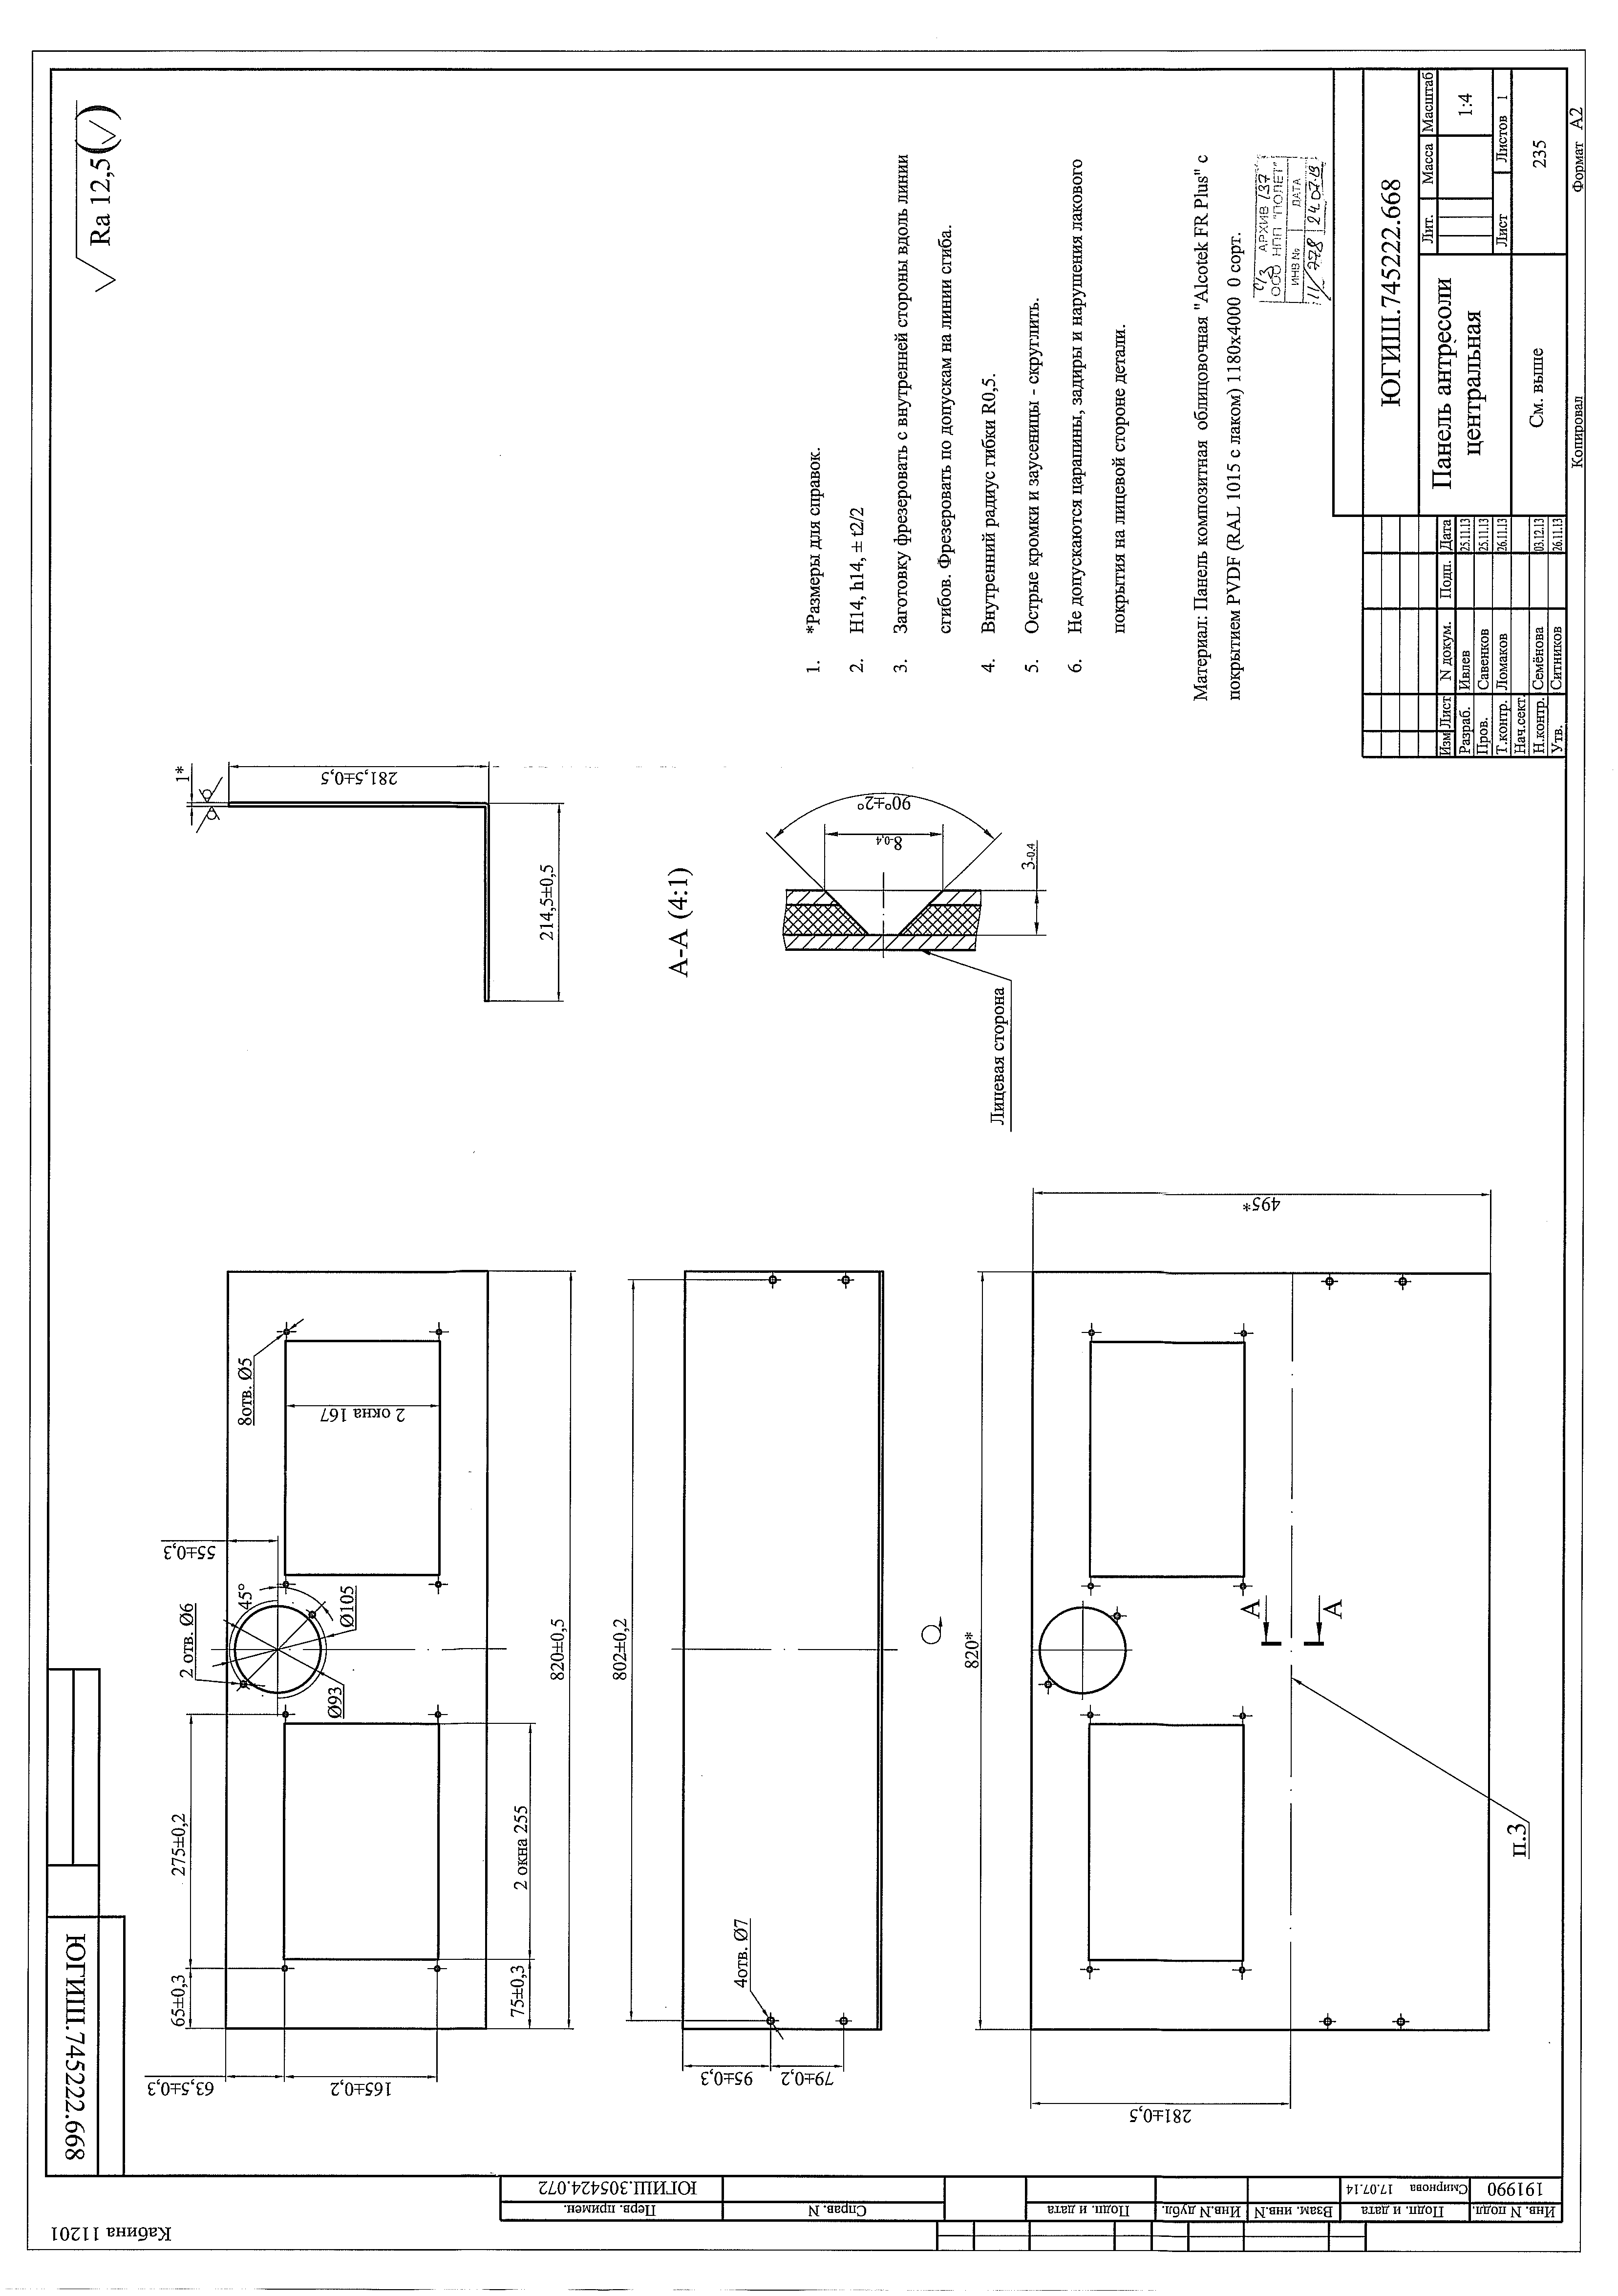 ЮГИШ.745222.668
√ Ra 12,5 (√)
Кабина 11201
Перв. примен.
ЮГИШ.305424.072
Справ. N
Подп. и дата
Инв.N дубл.
Взам. инв.N
Подп. и дата
Смирнова 17.07.14
Инв. N подл.
191990
63,5±0,3
165±0,2
65±0,3
275±0,2
2 отв. Ø6
45°
55±0,3
8отв. Ø5
2 окна 167
Ø93
Ø105
75±0,3
2 окна 255
820±0,5
1*
281,5±0,5
214,5±0,5
802±0,2
4отв. Ø7
95±0,3
79±0,2
A-A (4:1)
90°±2°
8-0,4
3-0.4
Лицевая сторона
820*
495*
281±0,5
A
A
п.3
1. *Размеры для справок.
2. H14, h14, ± t2/2
3. Заготовку фрезеровать с внутренней стороны вдоль линии
сгибов. Фрезеровать по допускам на линии сгиба.
4. Внутренний радиус гибки R0,5.
5. Острые кромки и заусеницы - скруглить.
6. Не допускаются царапины, задиры и нарушения лакового
покрытия на лицевой стороне детали.
Материал: Панель композитная облицовочная "Alcotek FR Plus" с
покрытием PVDF (RAL 1015 с лаком) 1180х4000 0 сорт.
АРХИВ 137
ООО НПП "ПОЛЕТ"
ИНВ № ДАТА
24.07.19
ЮГИШ.745222.668
Изм Лист N докум. Подп. Дата
Разраб. Ивлев 25.11.13
Пров. Савенков 25.11.13
Т.контр. Ломаков 26.11.13
Нач.сект.
Н.контр. Семёнова 03.12.13
Утв. Ситников 26.11.13
Панель антресоли
центральная
Лит. Масса Масштаб
1:4
Лист Листов 1
См. выше
235
Копировал
Формат А2